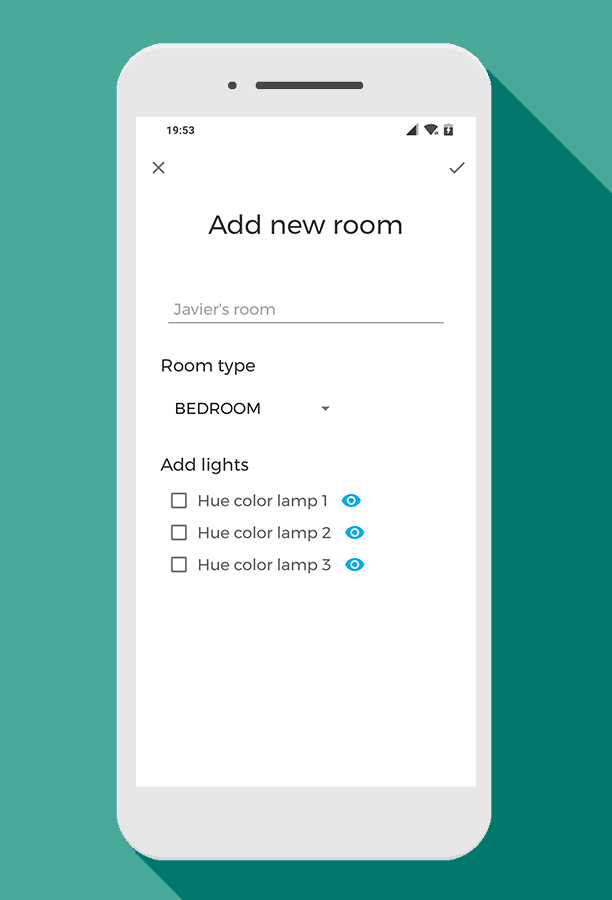 19:53
Add new room
Javier's room
Room type
BEDROOM
Add lights
Hue color lamp 1
Hue color lamp 2
Hue color lamp 3